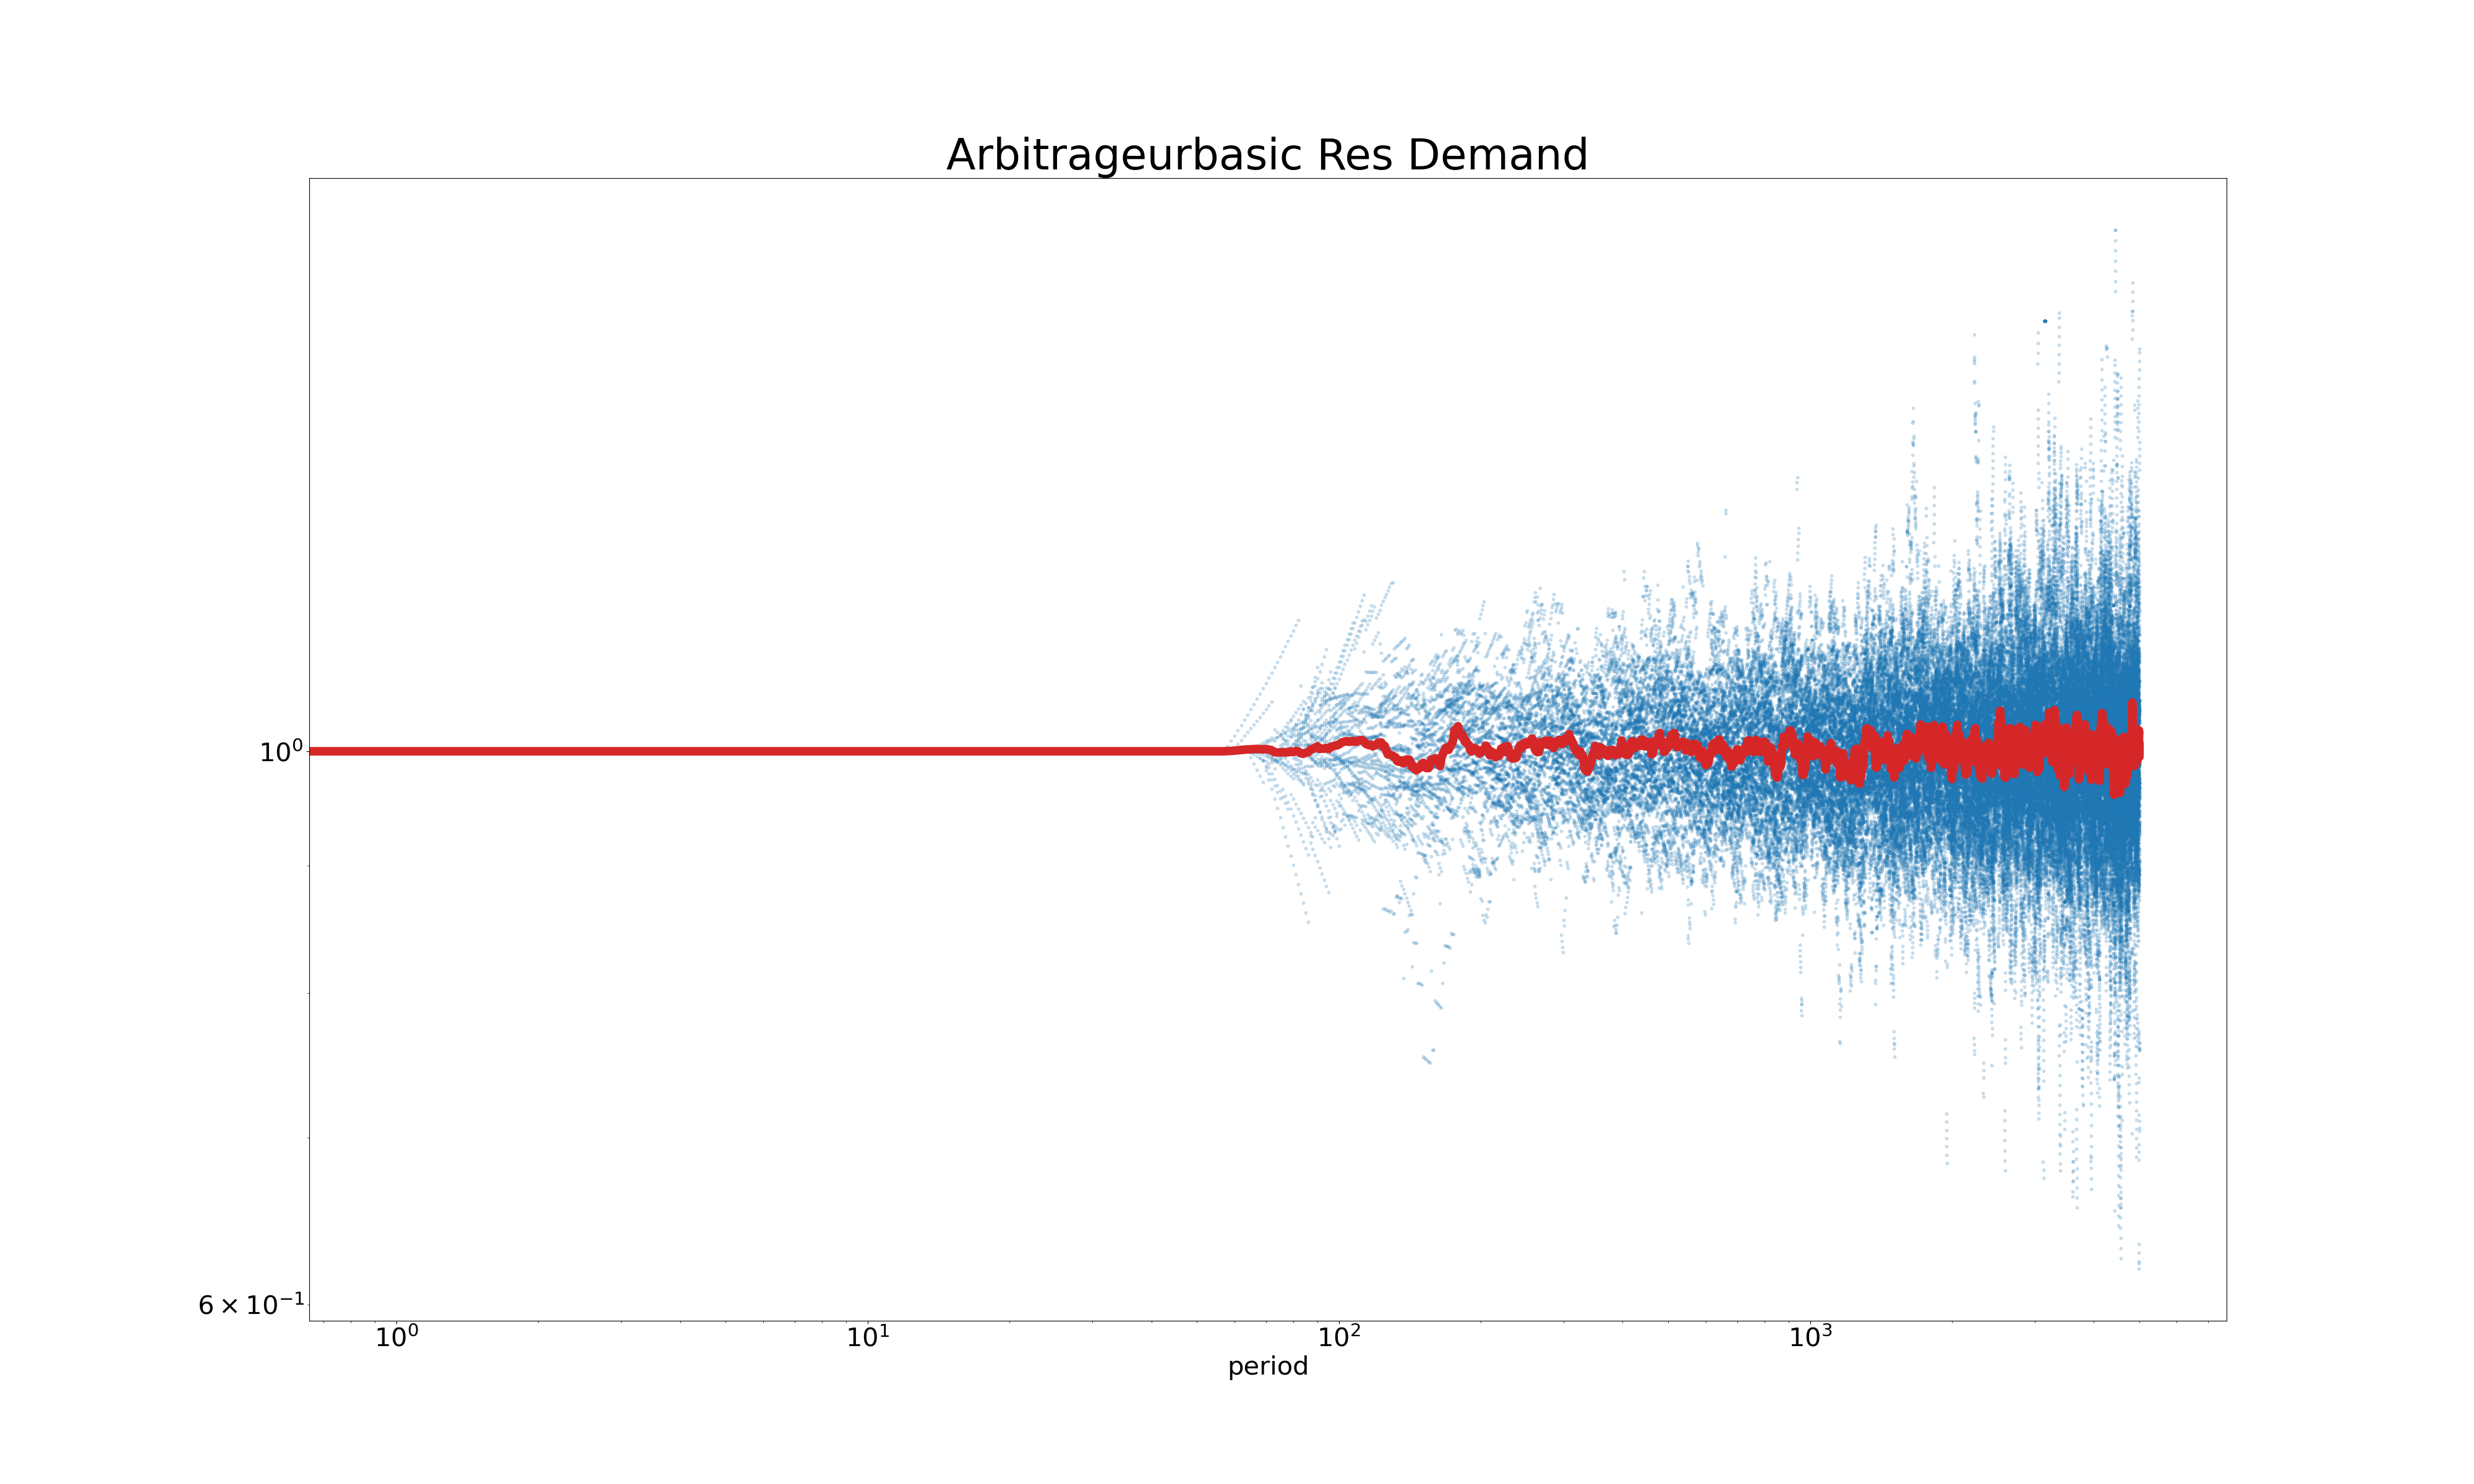 Arbitrageurbasic Res Demand
10⁰
6 × 10⁻¹
10⁰ 10¹ 10² 10³
period